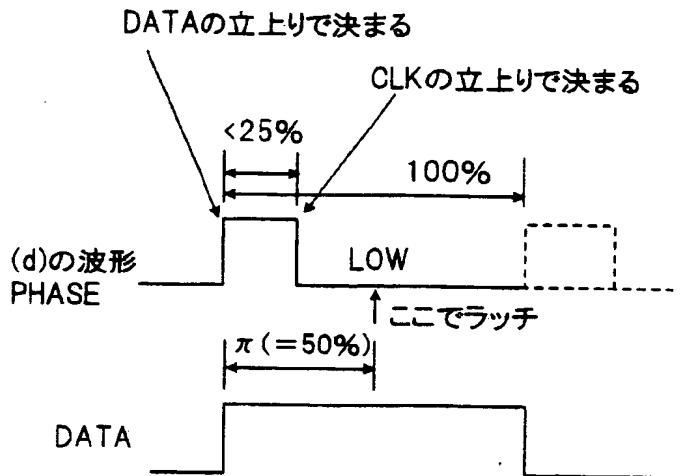 DATAの立上りで決まる
CLKの立上りで決まる
<25%
100%
(d)の波形
PHASE
LOW
ここでラッチ
π(=50%)
DATA